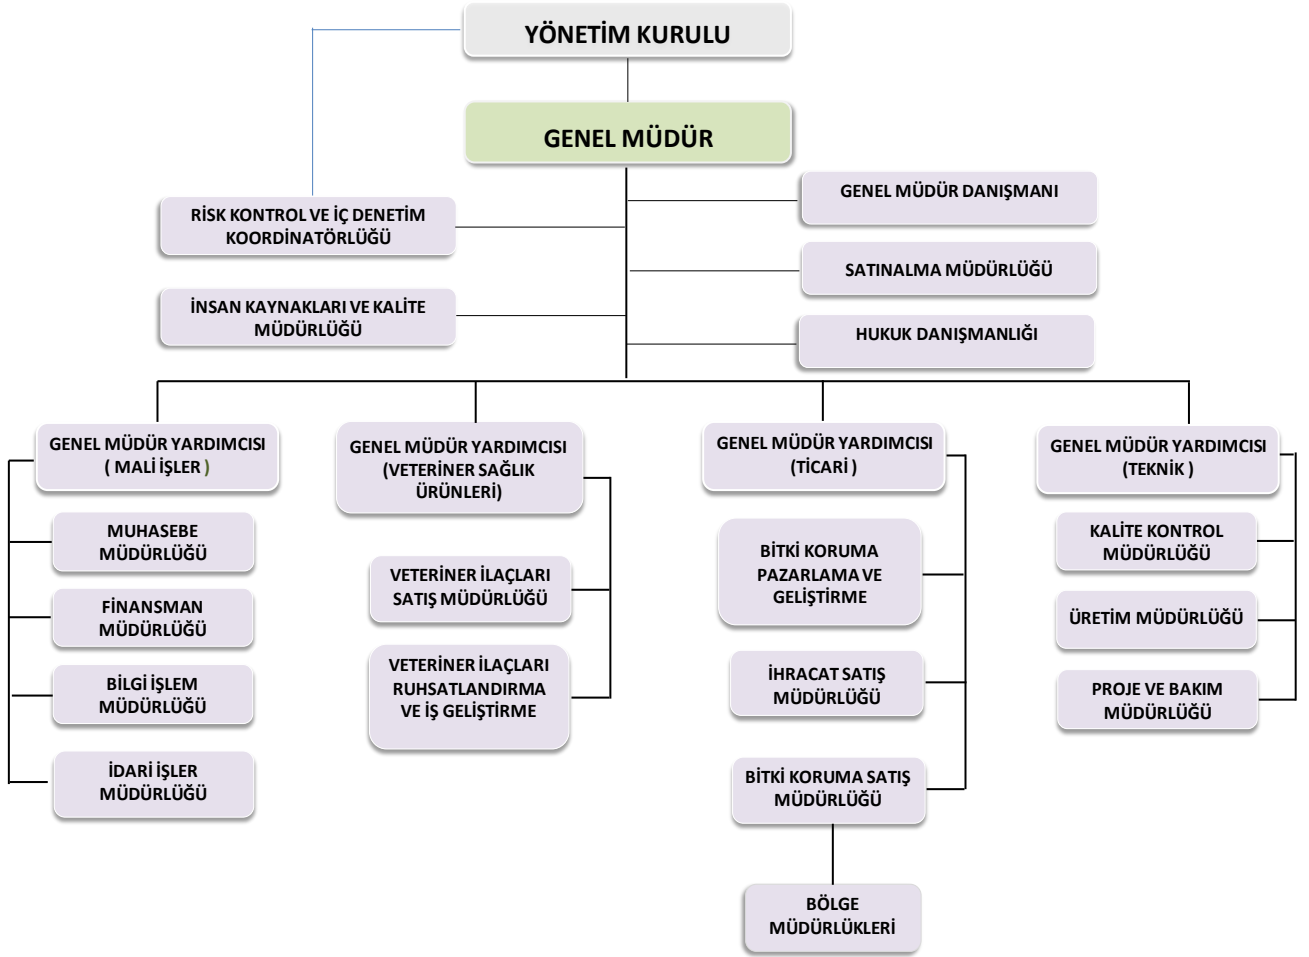 YÖNETİM KURULU
GENEL MÜDÜR
RİSK KONTROL VE İÇ DENETİM
KOORDİNATÖRLÜĞÜ
GENEL MÜDÜR DANIŞMANI
SATINALMA MÜDÜRLÜĞÜ
İNSAN KAYNAKLARI VE KALİTE
MÜDÜRLÜĞÜ
HUKUK DANIŞMANLIĞI
GENEL MÜDÜR YARDIMCISI
( MALİ İŞLER )
MUHASEBE
MÜDÜRLÜĞÜ
FİNANSMAN
MÜDÜRLÜĞÜ
BİLGİ İŞLEM
MÜDÜRLÜĞÜ
İDARİ İŞLER
MÜDÜRLÜĞÜ
GENEL MÜDÜR YARDIMCISI
(VETERİNER SAĞLIK
ÜRÜNLERİ)
VETERİNER İLAÇLARI
SATIŞ MÜDÜRLÜĞÜ
VETERİNER İLAÇLARI
RUHSATLANDIRMA
VE İŞ GELİŞTİRME
GENEL MÜDÜR YARDIMCISI
(TİCARİ )
BİTKİ KORUMA
PAZARLAMA VE
GELİŞTİRME
İHRACAT SATIŞ
MÜDÜRLÜĞÜ
BİTKİ KORUMA SATIŞ
MÜDÜRLÜĞÜ
BÖLGE
MÜDÜRLÜKLERİ
GENEL MÜDÜR YARDIMCISI
(TEKNİK )
KALİTE KONTROL
MÜDÜRLÜĞÜ
ÜRETİM MÜDÜRLÜĞÜ
PROJE VE BAKIM
MÜDÜRLÜĞÜ